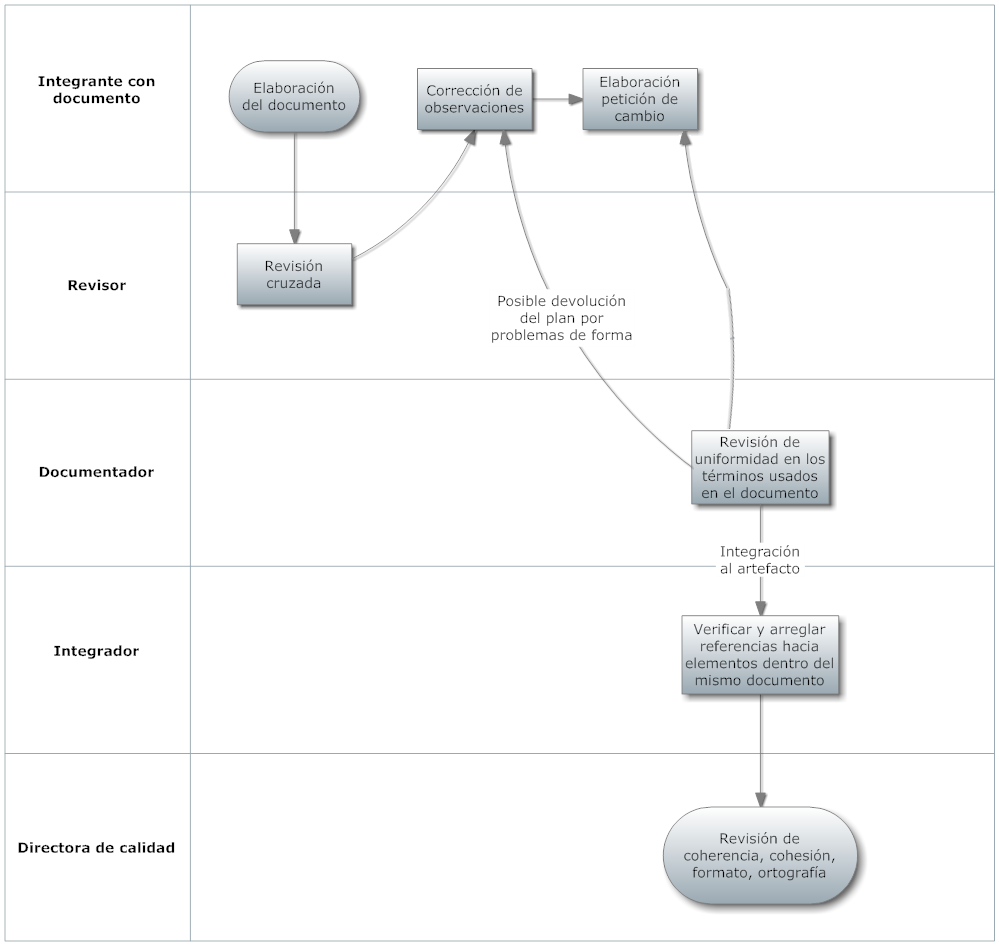 Integrante con
documento
Elaboración
del documento
Corrección de
observaciones
Elaboración
petición de
cambio
Revisor
Revisión
cruzada
Posible devolución
del plan por
problemas de forma
Documentador
Revisión de
uniformidad en los
términos usados
en el documento
Integración
al artefacto
Integrador
Verificar y arreglar
referencias hacia
elementos dentro del
mismo documento
Directora de calidad
Revisión de
coherencia, cohesión,
formato, ortografía